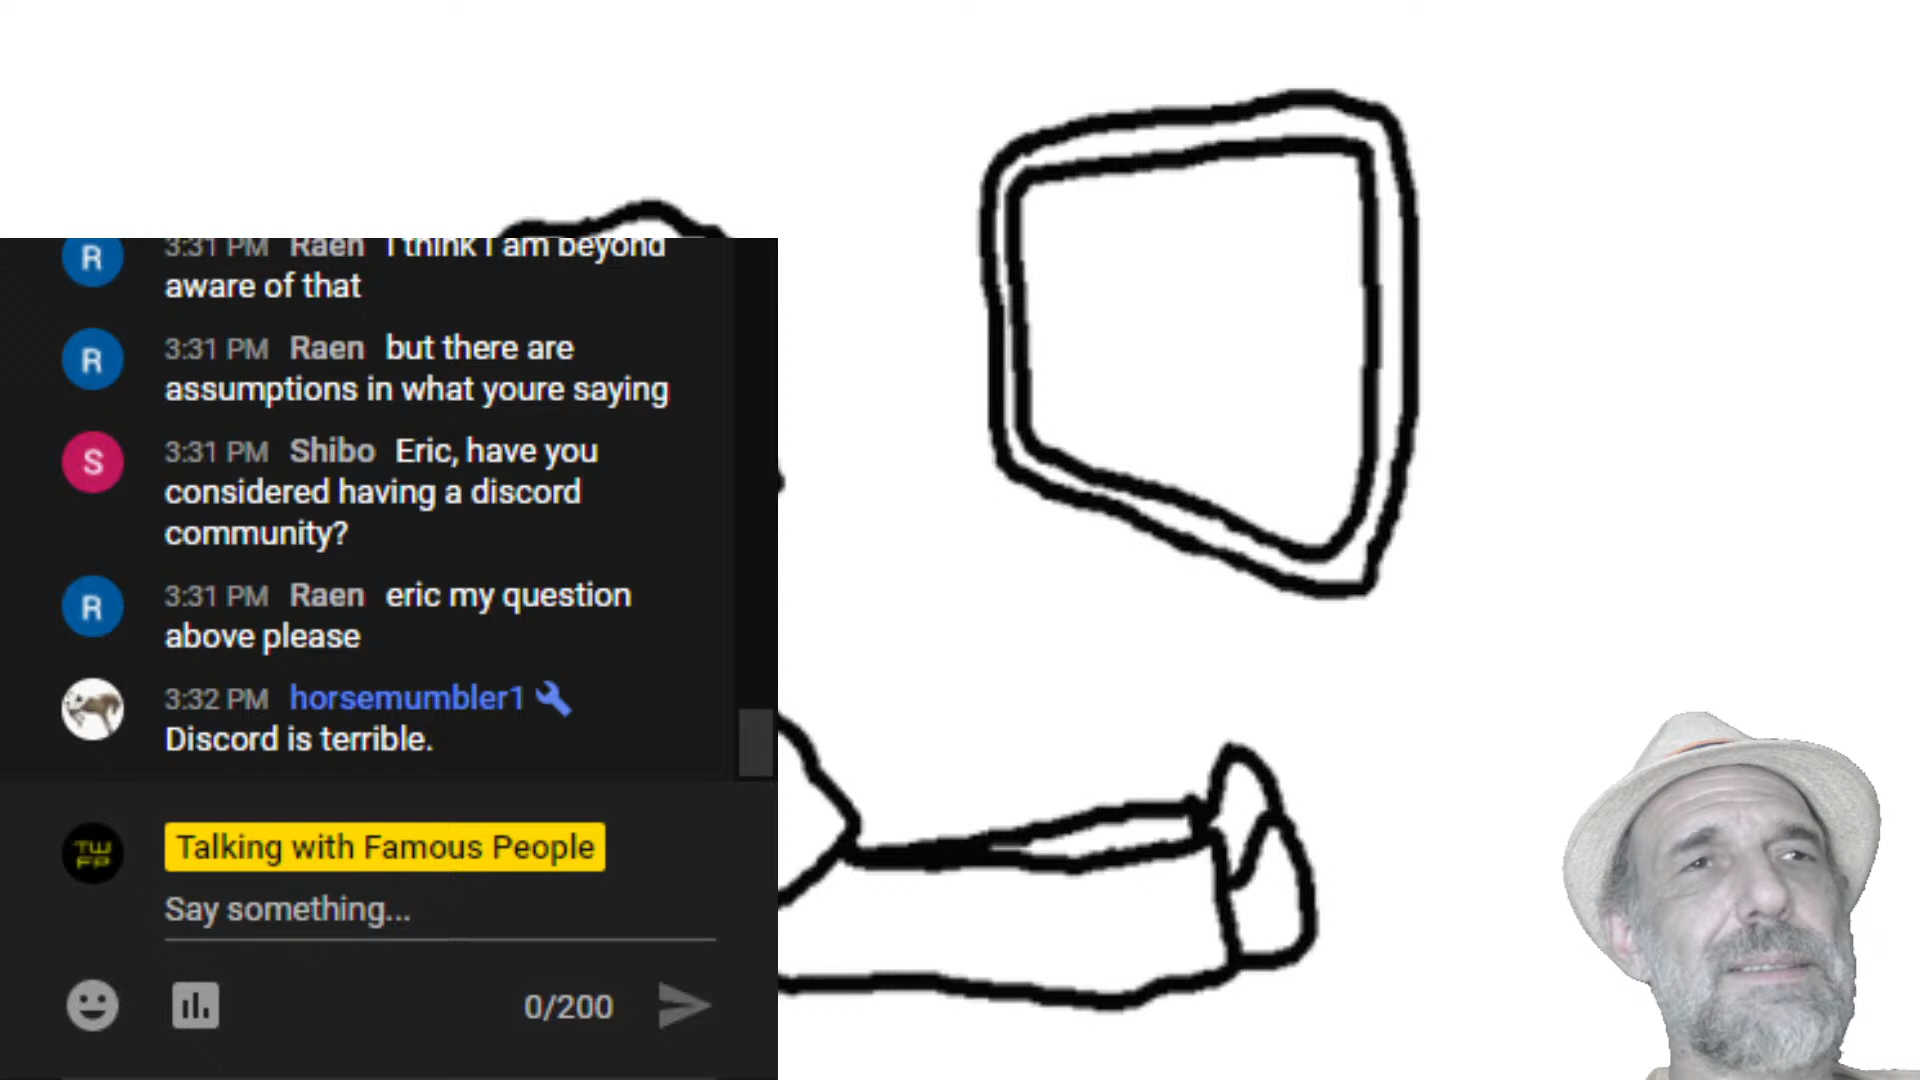 R 3:31 PM Raen I think I am beyond
aware of that
R 3:31 PM Raen but there are
assumptions in what youre saying
S 3:31 PM Shibo Eric, have you
considered having a discord
community?
R 3:31 PM Raen eric my question
above please
3:32 PM horsemumbler1
Discord is terrible.
TW
FP
Talking with Famous People
Say something...
0/200